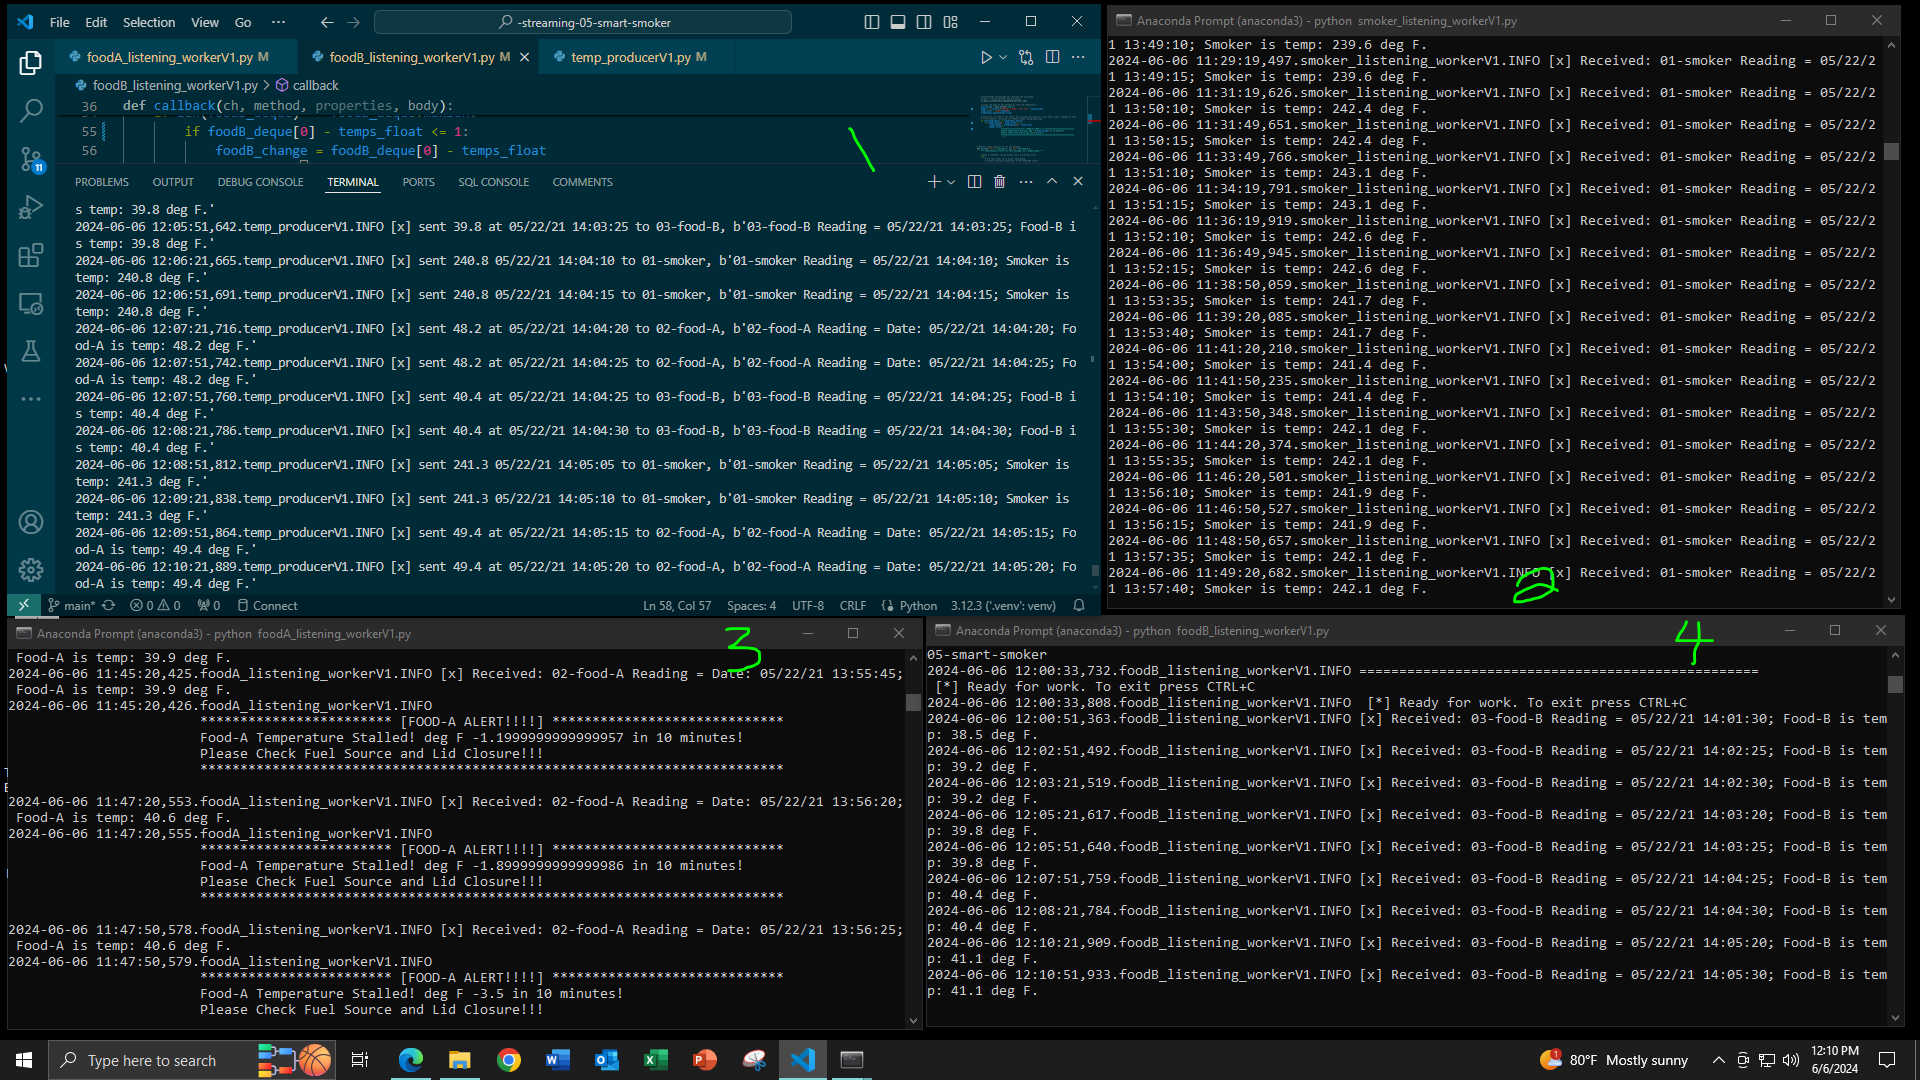 File Edit Selection View Go ··· -streaming-05-smart-smoker
foodA_listening_workerV1.py M foodB_listening_workerV1.py M temp_producerV1.py M
foodB_listening_workerV1.py > callback
36 def callback(ch, method, properties, body):
55 if foodB_deque[0] - temps_float <= 1:
56 foodB_change = foodB_deque[0] - temps_float
1
PROBLEMS OUTPUT DEBUG CONSOLE TERMINAL PORTS SQL CONSOLE COMMENTS
s temp: 39.8 deg F.'
2024-06-06 12:05:51,642.temp_producerV1.INFO [x] sent 39.8 at 05/22/21 14:03:25 to 03-food-B, b'03-food-B Reading = 05/22/21 14:03:25; Food-B i
s temp: 39.8 deg F.'
2024-06-06 12:06:21,665.temp_producerV1.INFO [x] sent 240.8 05/22/21 14:04:10 to 01-smoker, b'01-smoker Reading = 05/22/21 14:04:10; Smoker is
temp: 240.8 deg F.'
2024-06-06 12:06:51,691.temp_producerV1.INFO [x] sent 240.8 05/22/21 14:04:15 to 01-smoker, b'01-smoker Reading = 05/22/21 14:04:15; Smoker is
temp: 240.8 deg F.'
2024-06-06 12:07:21,716.temp_producerV1.INFO [x] sent 48.2 at 05/22/21 14:04:20 to 02-food-A, b'02-food-A Reading = Date: 05/22/21 14:04:20; Fo
od-A is temp: 48.2 deg F.'
2024-06-06 12:07:51,742.temp_producerV1.INFO [x] sent 48.2 at 05/22/21 14:04:25 to 02-food-A, b'02-food-A Reading = Date: 05/22/21 14:04:25; Fo
od-A is temp: 48.2 deg F.'
2024-06-06 12:07:51,760.temp_producerV1.INFO [x] sent 40.4 at 05/22/21 14:04:25 to 03-food-B, b'03-food-B Reading = 05/22/21 14:04:25; Food-B i
s temp: 40.4 deg F.'
2024-06-06 12:08:21,786.temp_producerV1.INFO [x] sent 40.4 at 05/22/21 14:04:30 to 03-food-B, b'03-food-B Reading = 05/22/21 14:04:30; Food-B i
s temp: 40.4 deg F.'
2024-06-06 12:08:51,812.temp_producerV1.INFO [x] sent 241.3 05/22/21 14:05:05 to 01-smoker, b'01-smoker Reading = 05/22/21 14:05:05; Smoker is
temp: 241.3 deg F.'
2024-06-06 12:09:21,838.temp_producerV1.INFO [x] sent 241.3 05/22/21 14:05:10 to 01-smoker, b'01-smoker Reading = 05/22/21 14:05:10; Smoker is
temp: 241.3 deg F.'
2024-06-06 12:09:51,864.temp_producerV1.INFO [x] sent 49.4 at 05/22/21 14:05:15 to 02-food-A, b'02-food-A Reading = Date: 05/22/21 14:05:15; Fo
od-A is temp: 49.4 deg F.'
2024-06-06 12:10:21,889.temp_producerV1.INFO [x] sent 49.4 at 05/22/21 14:05:20 to 02-food-A, b'02-food-A Reading = Date: 05/22/21 14:05:20; Fo
od-A is temp: 49.4 deg F.'
11
main* 0 0 0 Connect Ln 58, Col 57 Spaces: 4 UTF-8 CRLF Python 3.12.3 ('.venv': venv)
Anaconda Prompt (anaconda3) - python smoker_listening_workerV1.py
1 13:49:10; Smoker is temp: 239.6 deg F.
2024-06-06 11:29:19,497.smoker_listening_workerV1.INFO [x] Received: 01-smoker Reading = 05/22/2
1 13:49:15; Smoker is temp: 239.6 deg F.
2024-06-06 11:31:19,626.smoker_listening_workerV1.INFO [x] Received: 01-smoker Reading = 05/22/2
1 13:50:10; Smoker is temp: 242.4 deg F.
2024-06-06 11:31:49,651.smoker_listening_workerV1.INFO [x] Received: 01-smoker Reading = 05/22/2
1 13:50:15; Smoker is temp: 242.4 deg F.
2024-06-06 11:33:49,766.smoker_listening_workerV1.INFO [x] Received: 01-smoker Reading = 05/22/2
1 13:51:10; Smoker is temp: 243.1 deg F.
2024-06-06 11:34:19,791.smoker_listening_workerV1.INFO [x] Received: 01-smoker Reading = 05/22/2
1 13:51:15; Smoker is temp: 243.1 deg F.
2024-06-06 11:36:19,919.smoker_listening_workerV1.INFO [x] Received: 01-smoker Reading = 05/22/2
1 13:52:10; Smoker is temp: 242.6 deg F.
2024-06-06 11:36:49,945.smoker_listening_workerV1.INFO [x] Received: 01-smoker Reading = 05/22/2
1 13:52:15; Smoker is temp: 242.6 deg F.
2024-06-06 11:38:50,059.smoker_listening_workerV1.INFO [x] Received: 01-smoker Reading = 05/22/2
1 13:53:35; Smoker is temp: 241.7 deg F.
2024-06-06 11:39:20,085.smoker_listening_workerV1.INFO [x] Received: 01-smoker Reading = 05/22/2
1 13:53:40; Smoker is temp: 241.7 deg F.
2024-06-06 11:41:20,210.smoker_listening_workerV1.INFO [x] Received: 01-smoker Reading = 05/22/2
1 13:54:00; Smoker is temp: 241.4 deg F.
2024-06-06 11:41:50,235.smoker_listening_workerV1.INFO [x] Received: 01-smoker Reading = 05/22/2
1 13:54:10; Smoker is temp: 241.4 deg F.
2024-06-06 11:43:50,348.smoker_listening_workerV1.INFO [x] Received: 01-smoker Reading = 05/22/2
1 13:55:30; Smoker is temp: 242.1 deg F.
2024-06-06 11:44:20,374.smoker_listening_workerV1.INFO [x] Received: 01-smoker Reading = 05/22/2
1 13:55:35; Smoker is temp: 242.1 deg F.
2024-06-06 11:46:20,501.smoker_listening_workerV1.INFO [x] Received: 01-smoker Reading = 05/22/2
1 13:56:10; Smoker is temp: 241.9 deg F.
2024-06-06 11:46:50,527.smoker_listening_workerV1.INFO [x] Received: 01-smoker Reading = 05/22/2
1 13:56:15; Smoker is temp: 241.9 deg F.
2024-06-06 11:48:50,657.smoker_listening_workerV1.INFO [x] Received: 01-smoker Reading = 05/22/2
1 13:57:35; Smoker is temp: 242.1 deg F.
2024-06-06 11:49:20,682.smoker_listening_workerV1.INFO [x] Received: 01-smoker Reading = 05/22/2
1 13:57:40; Smoker is temp: 242.1 deg F.
2
Anaconda Prompt (anaconda3) - python foodA_listening_workerV1.py
3
Food-A is temp: 39.9 deg F.
2024-06-06 11:45:20,425.foodA_listening_workerV1.INFO [x] Received: 02-food-A Reading = Date: 05/22/21 13:55:45;
Food-A is temp: 39.9 deg F.
2024-06-06 11:45:20,426.foodA_listening_workerV1.INFO
************************ [FOOD-A ALERT!!!!] *****************************
Food-A Temperature Stalled! deg F -1.1999999999999957 in 10 minutes!
Please Check Fuel Source and Lid Closure!!!
*************************************************************************
2024-06-06 11:47:20,553.foodA_listening_workerV1.INFO [x] Received: 02-food-A Reading = Date: 05/22/21 13:56:20;
Food-A is temp: 40.6 deg F.
2024-06-06 11:47:20,555.foodA_listening_workerV1.INFO
************************ [FOOD-A ALERT!!!!] *****************************
Food-A Temperature Stalled! deg F -1.8999999999999986 in 10 minutes!
Please Check Fuel Source and Lid Closure!!!
*************************************************************************
2024-06-06 11:47:50,578.foodA_listening_workerV1.INFO [x] Received: 02-food-A Reading = Date: 05/22/21 13:56:25;
Food-A is temp: 40.6 deg F.
2024-06-06 11:47:50,579.foodA_listening_workerV1.INFO
************************ [FOOD-A ALERT!!!!] *****************************
Food-A Temperature Stalled! deg F -3.5 in 10 minutes!
Please Check Fuel Source and Lid Closure!!!
Anaconda Prompt (anaconda3) - python foodB_listening_workerV1.py
4
05-smart-smoker
2024-06-06 12:00:33,732.foodB_listening_workerV1.INFO ==================================================
[*] Ready for work. To exit press CTRL+C
2024-06-06 12:00:33,808.foodB_listening_workerV1.INFO [*] Ready for work. To exit press CTRL+C
2024-06-06 12:00:51,363.foodB_listening_workerV1.INFO [x] Received: 03-food-B Reading = 05/22/21 14:01:30; Food-B is tem
p: 38.5 deg F.
2024-06-06 12:02:51,492.foodB_listening_workerV1.INFO [x] Received: 03-food-B Reading = 05/22/21 14:02:25; Food-B is tem
p: 39.2 deg F.
2024-06-06 12:03:21,519.foodB_listening_workerV1.INFO [x] Received: 03-food-B Reading = 05/22/21 14:02:30; Food-B is tem
p: 39.2 deg F.
2024-06-06 12:05:21,617.foodB_listening_workerV1.INFO [x] Received: 03-food-B Reading = 05/22/21 14:03:20; Food-B is tem
p: 39.8 deg F.
2024-06-06 12:05:51,640.foodB_listening_workerV1.INFO [x] Received: 03-food-B Reading = 05/22/21 14:03:25; Food-B is tem
p: 39.8 deg F.
2024-06-06 12:07:51,759.foodB_listening_workerV1.INFO [x] Received: 03-food-B Reading = 05/22/21 14:04:25; Food-B is tem
p: 40.4 deg F.
2024-06-06 12:08:21,784.foodB_listening_workerV1.INFO [x] Received: 03-food-B Reading = 05/22/21 14:04:30; Food-B is tem
p: 40.4 deg F.
2024-06-06 12:10:21,909.foodB_listening_workerV1.INFO [x] Received: 03-food-B Reading = 05/22/21 14:05:20; Food-B is tem
p: 41.1 deg F.
2024-06-06 12:10:51,933.foodB_listening_workerV1.INFO [x] Received: 03-food-B Reading = 05/22/21 14:05:30; Food-B is tem
p: 41.1 deg F.
Type here to search 80°F Mostly sunny 12:10 PM
6/6/2024